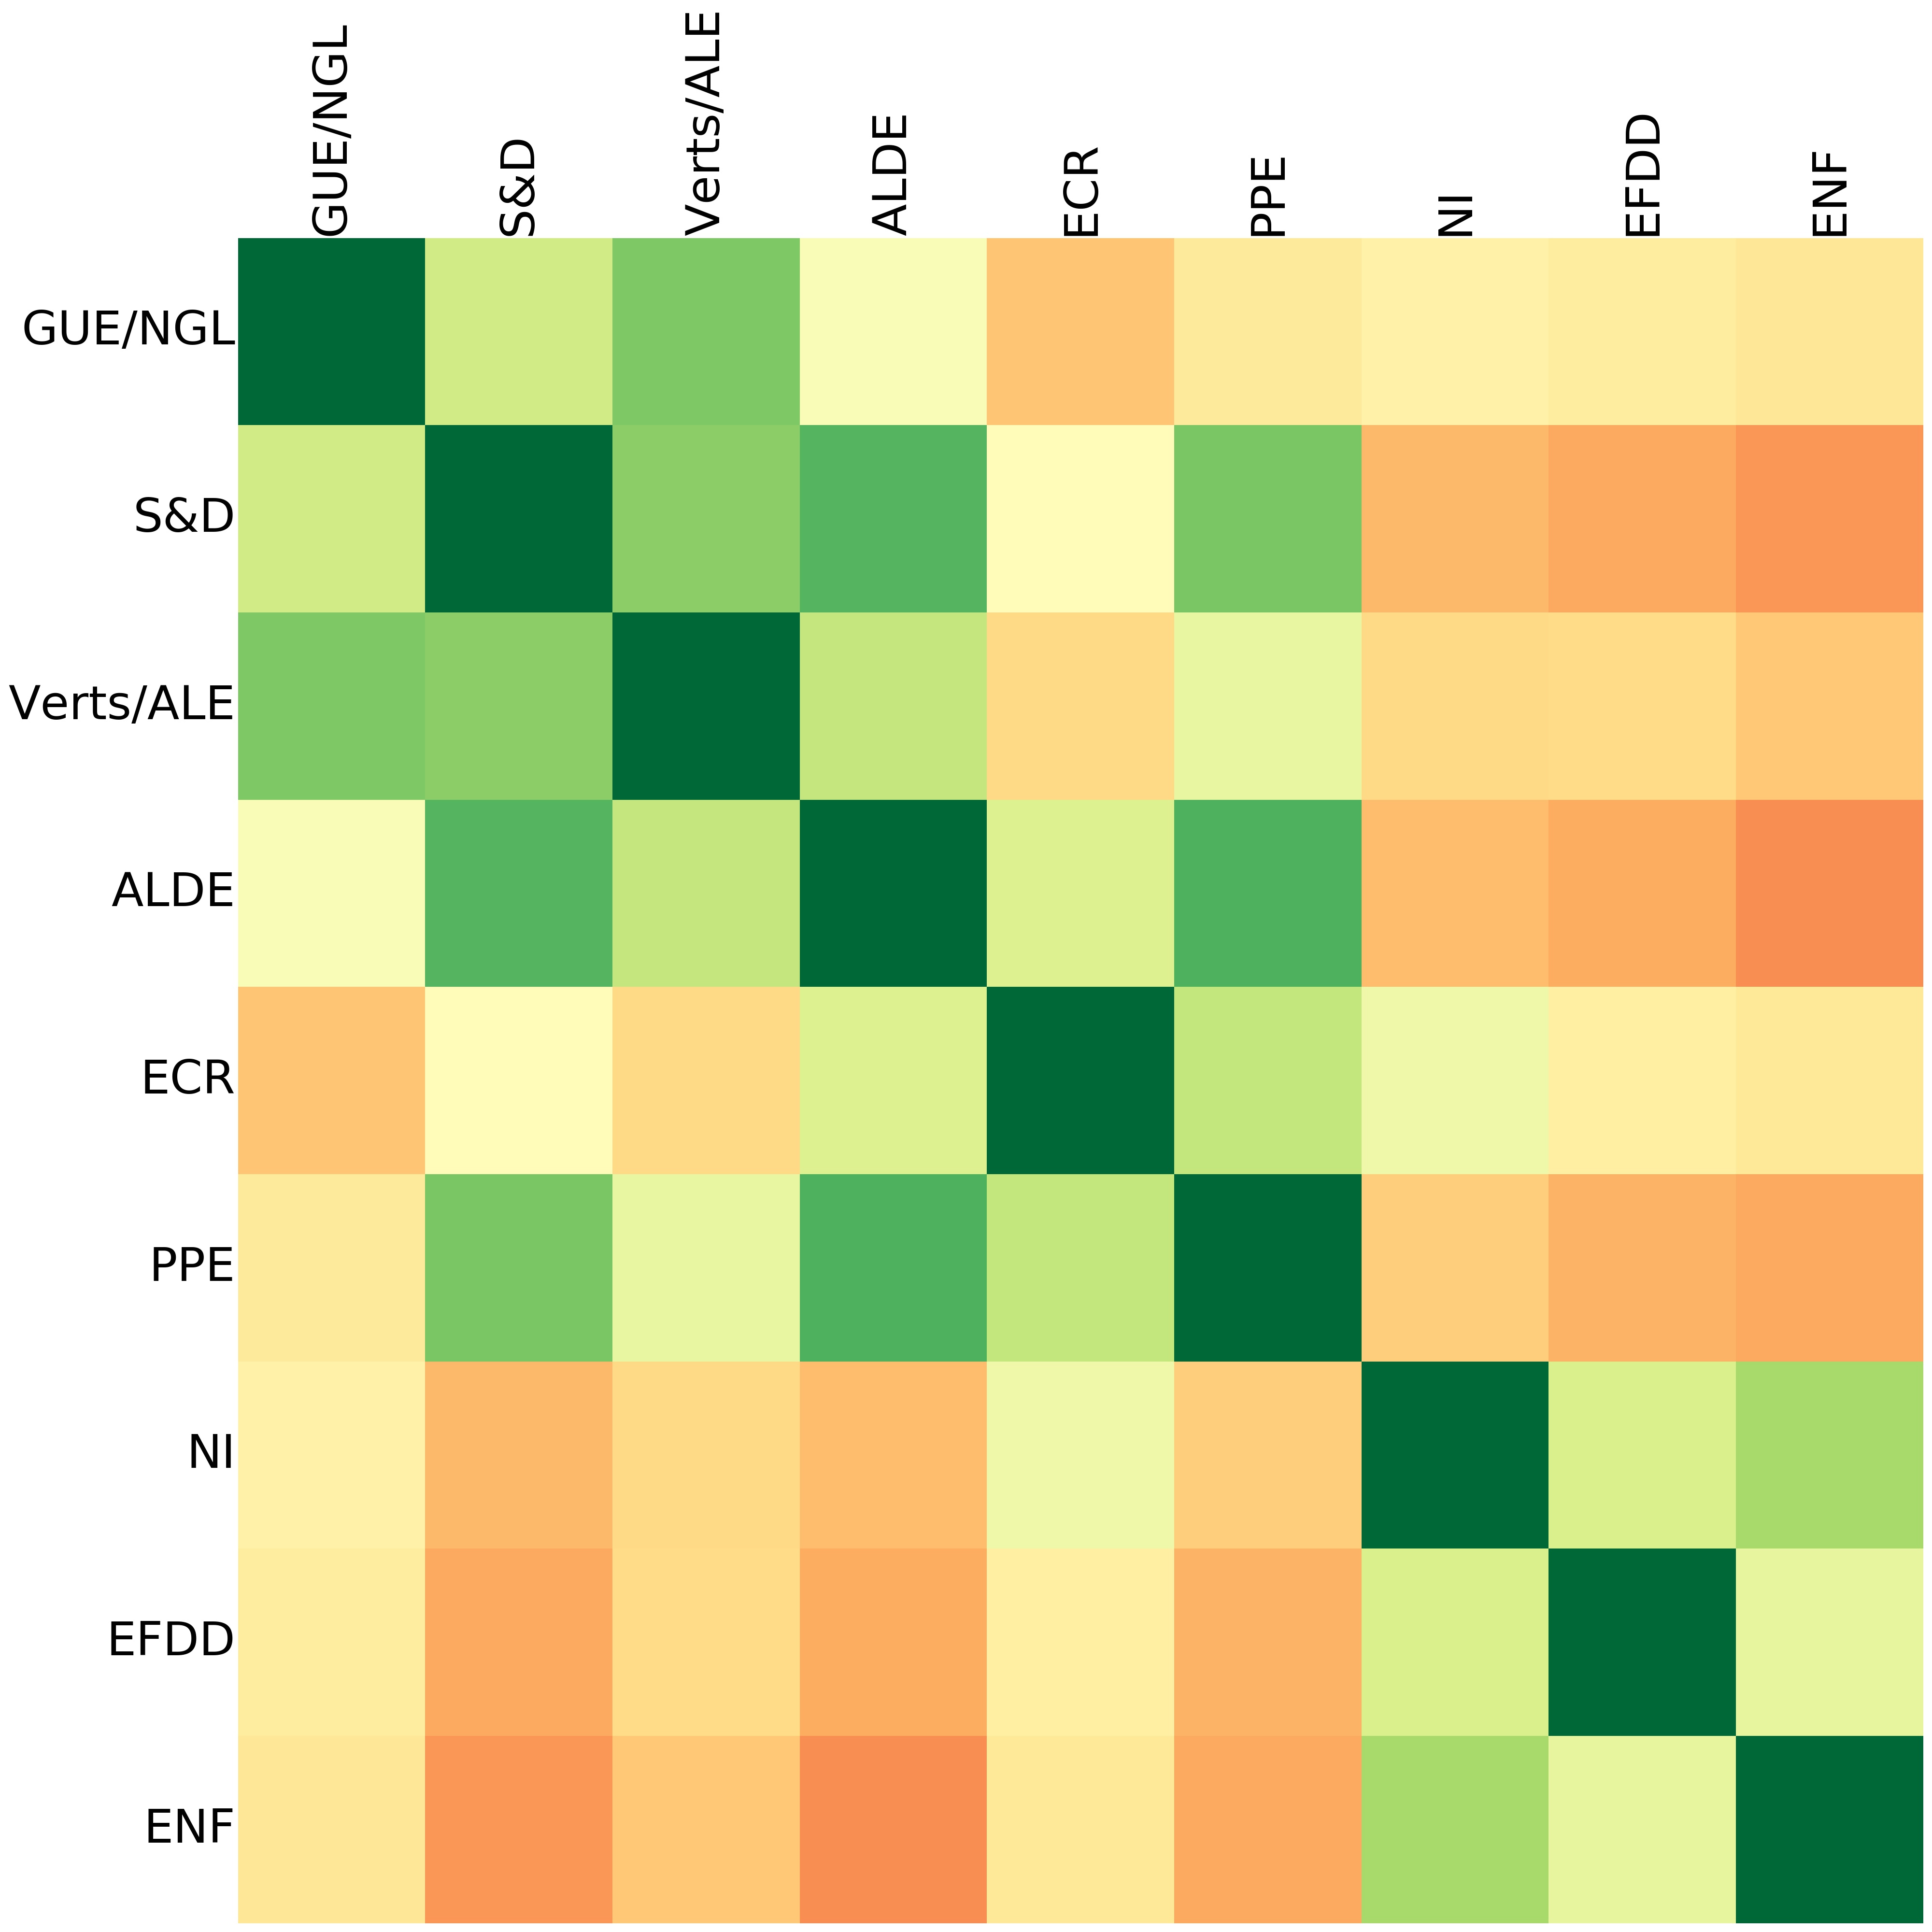 GUE/NGL
S&D
Verts/ALE
ALDE
ECR
PPE
NI
EFDD
ENF
GUE/NGL
S&D
Verts/ALE
ALDE
ECR
PPE
NI
EFDD
ENF